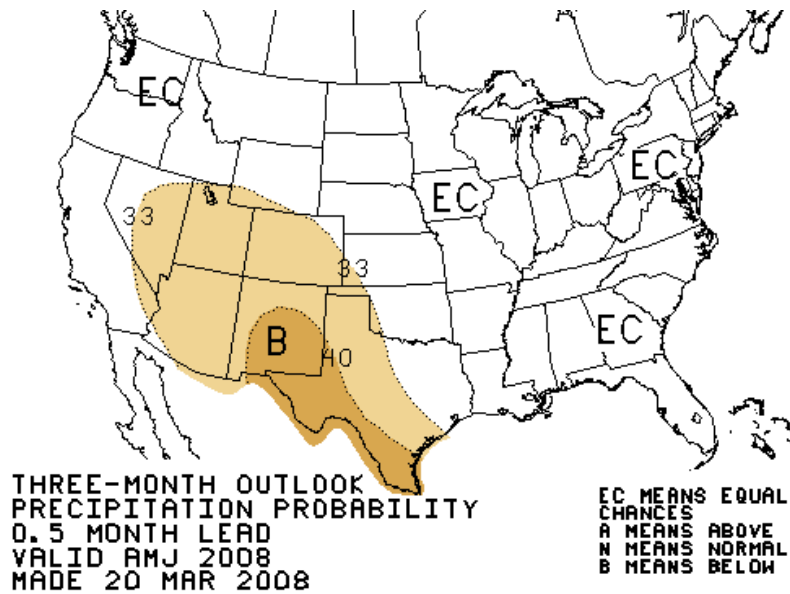 EC
EC
EC
33
33
B
40
EC
THREE-MONTH OUTLOOK
PRECIPITATION PROBABILITY
0.5 MONTH LEAD
VALID AMJ 2008
MADE 20 MAR 2008
EC MEANS EQUAL
CHANCES
A MEANS ABOVE
N MEANS NORMAL
B MEANS BELOW